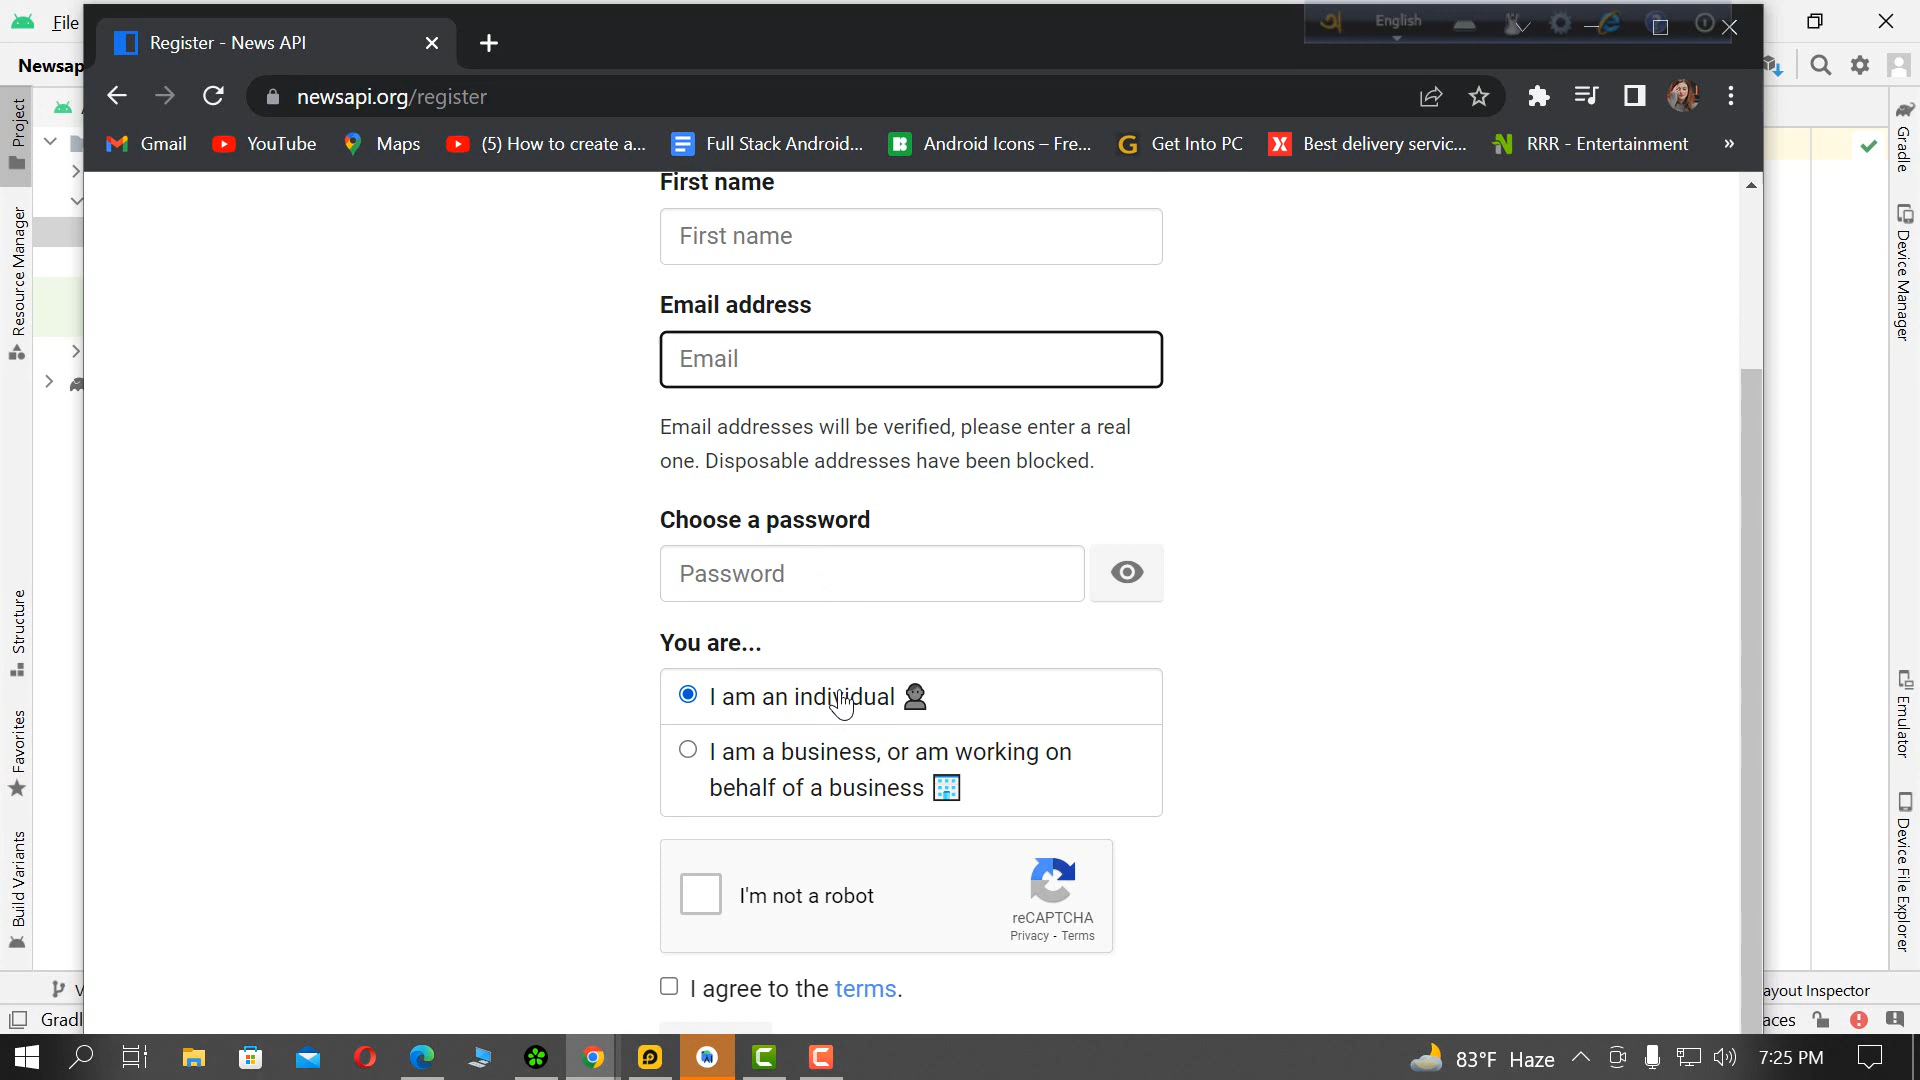 File
Register - News API
English
Newsap
newsapi.org/register
Gmail
YouTube
Maps
(5) How to create a...
Full Stack Android...
Android Icons – Fre...
Get Into PC
Best delivery servic...
RRR - Entertainment
»
Project
Resource Manager
Structure
Favorites
Build Variants
Gradle
Device Manager
Emulator
Device File Explorer
First name
First name
Email address
Email
Email addresses will be verified, please enter a real
one. Disposable addresses have been blocked.
Choose a password
Password
You are...
I am an individual
I am a business, or am working on
behalf of a business
I'm not a robot
reCAPTCHA
Privacy - Terms
I agree to the terms.
ayout Inspector
Gradl
aces
83°F Haze
7:25 PM